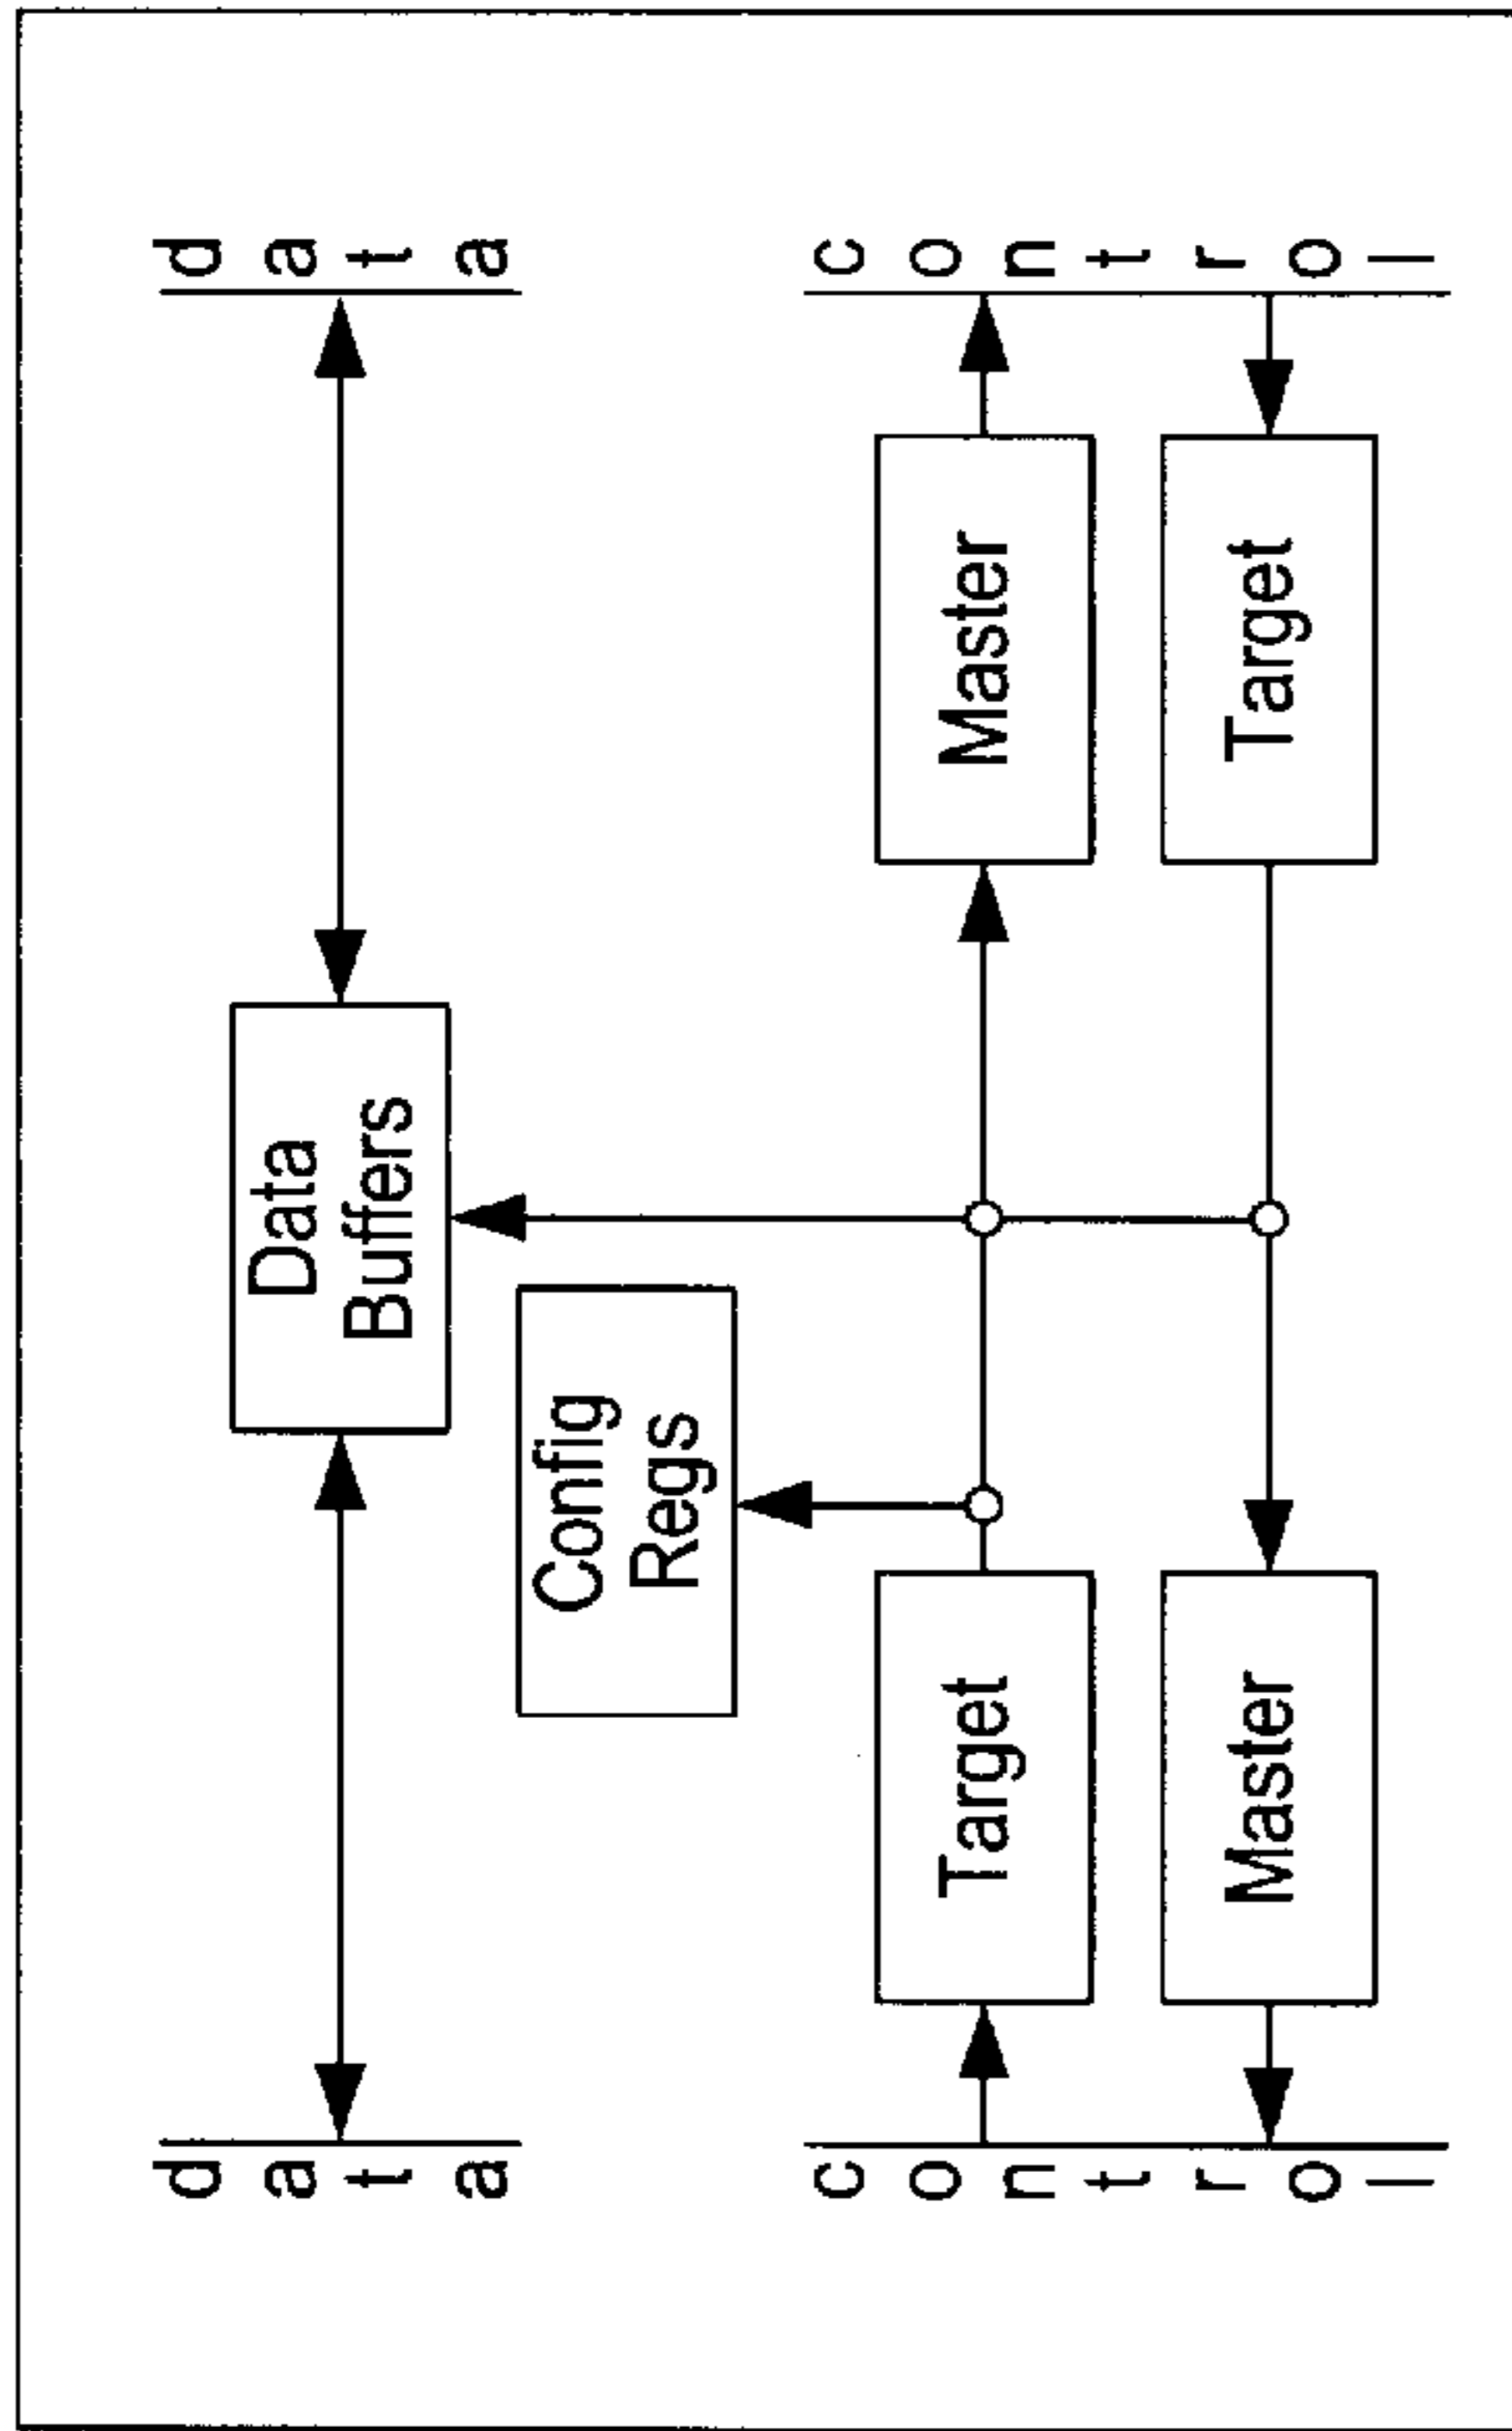 data
Data
Buffers
data
Config
Regs
control
Target
Master
control
Master
Target